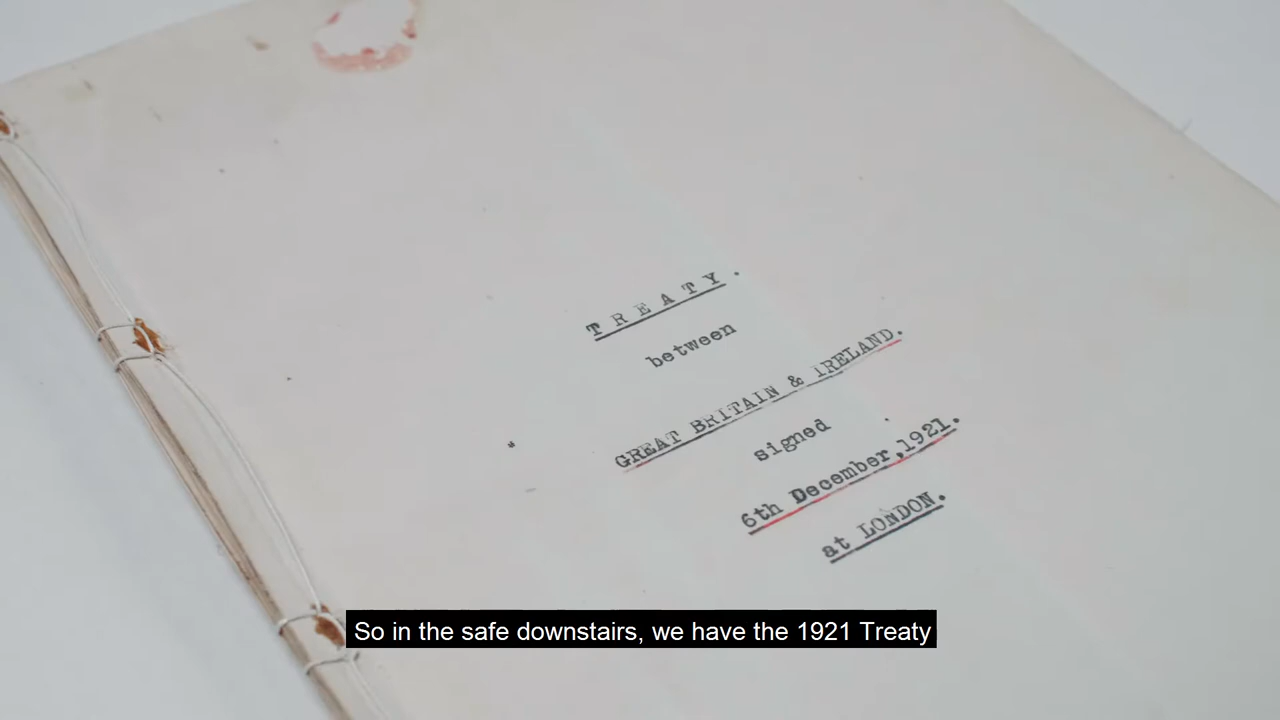 TREATY.
between
GREAT BRITAIN & IRELAND.
signed
6th December,1921.
at LONDON.
So in the safe downstairs, we have the 1921 Treaty